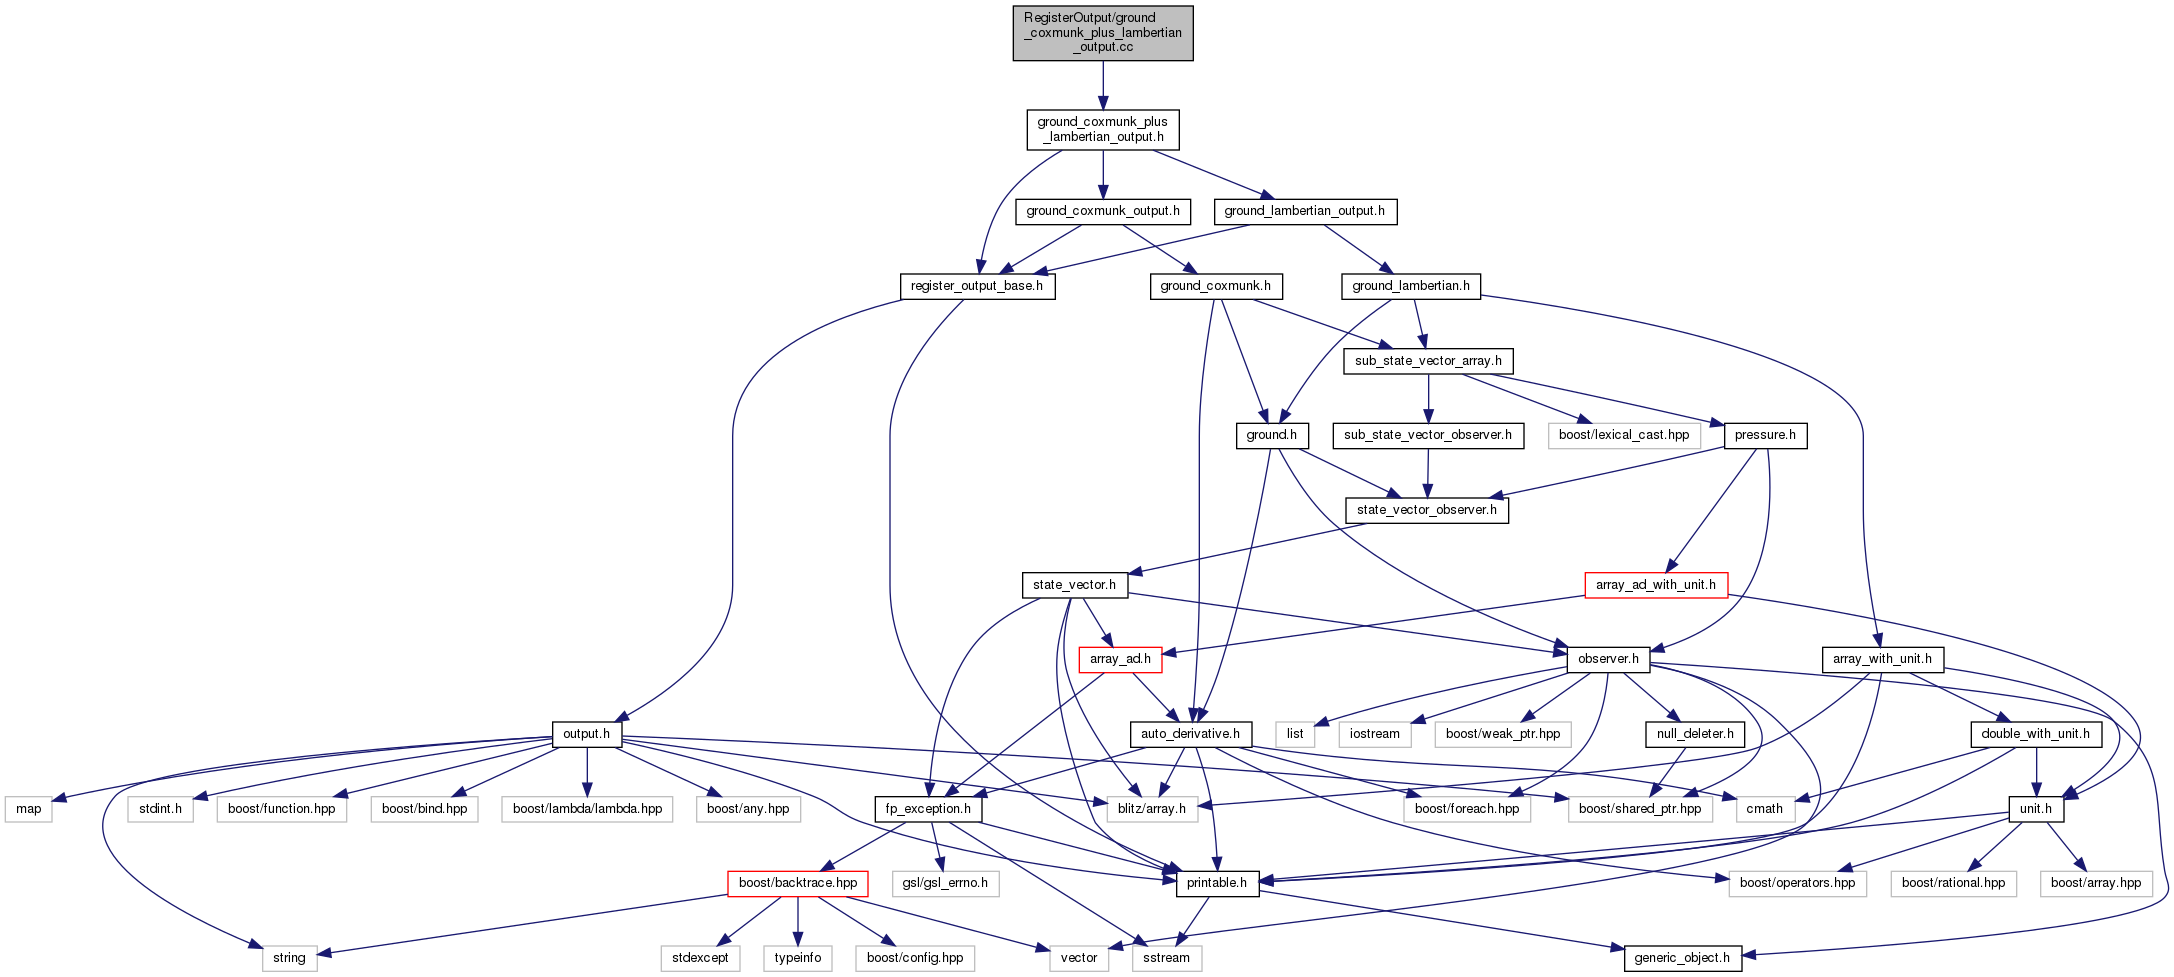 RegisterOutput/ground
_coxmunk_plus_lambertian
_output.cc
ground_coxmunk_plus
_lambertian_output.h
ground_coxmunk_output.h
ground_lambertian_output.h
register_output_base.h
ground_coxmunk.h
ground_lambertian.h
sub_state_vector_array.h
ground.h
sub_state_vector_observer.h
boost/lexical_cast.hpp
pressure.h
state_vector_observer.h
state_vector.h
array_ad_with_unit.h
array_ad.h
observer.h
array_with_unit.h
output.h
auto_derivative.h
list
iostream
boost/weak_ptr.hpp
null_deleter.h
double_with_unit.h
map
stdint.h
boost/function.hpp
boost/bind.hpp
boost/lambda/lambda.hpp
boost/any.hpp
fp_exception.h
blitz/array.h
boost/foreach.hpp
boost/shared_ptr.hpp
cmath
unit.h
boost/backtrace.hpp
gsl/gsl_errno.h
printable.h
boost/operators.hpp
boost/rational.hpp
boost/array.hpp
string
stdexcept
typeinfo
boost/config.hpp
vector
sstream
generic_object.h